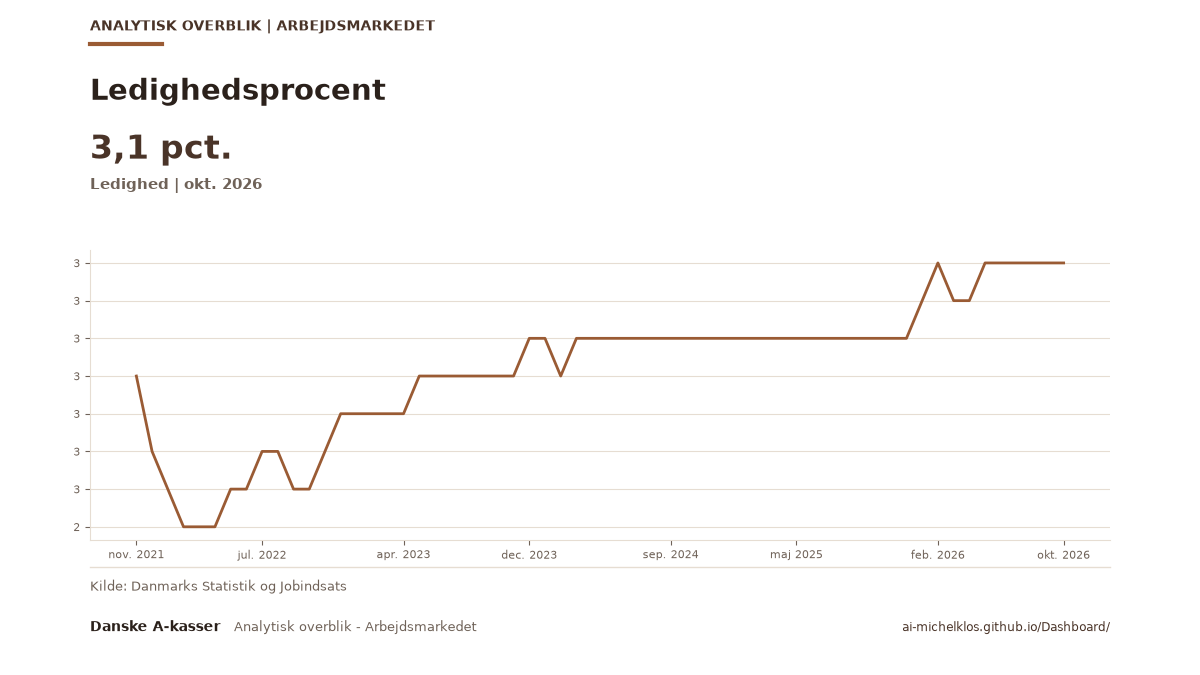 ANALYTISK OVERBLIK | ARBEJDSMARKEDET
Ledighedsprocent
3,1 pct.
Ledighed | okt. 2026
3
3
3
3
3
3
3
2
nov. 2021 jul. 2022 apr. 2023 dec. 2023 sep. 2024 maj 2025 feb. 2026 okt. 2026
Kilde: Danmarks Statistik og Jobindsats
Danske A-kasser Analytisk overblik - Arbejdsmarkedet ai-michelklos.github.io/Dashboard/